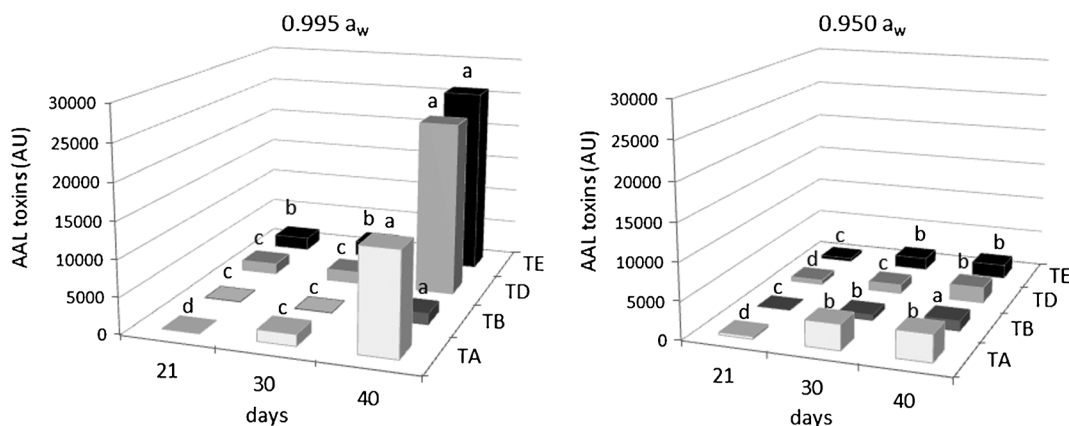 0.995 aw
AAL toxins (AU)
30000
25000
20000
15000
10000
5000
0
a
a
b
b
a
c
c
c
c
a
d
c
TE
TD
TB
TA
21
30
40
days
0.950 aw
AAL toxins (AU)
30000
25000
20000
15000
10000
5000
0
c
b
b
d
c
b
c
b
a
d
b
b
TE
TD
TB
TA
21
30
40
days